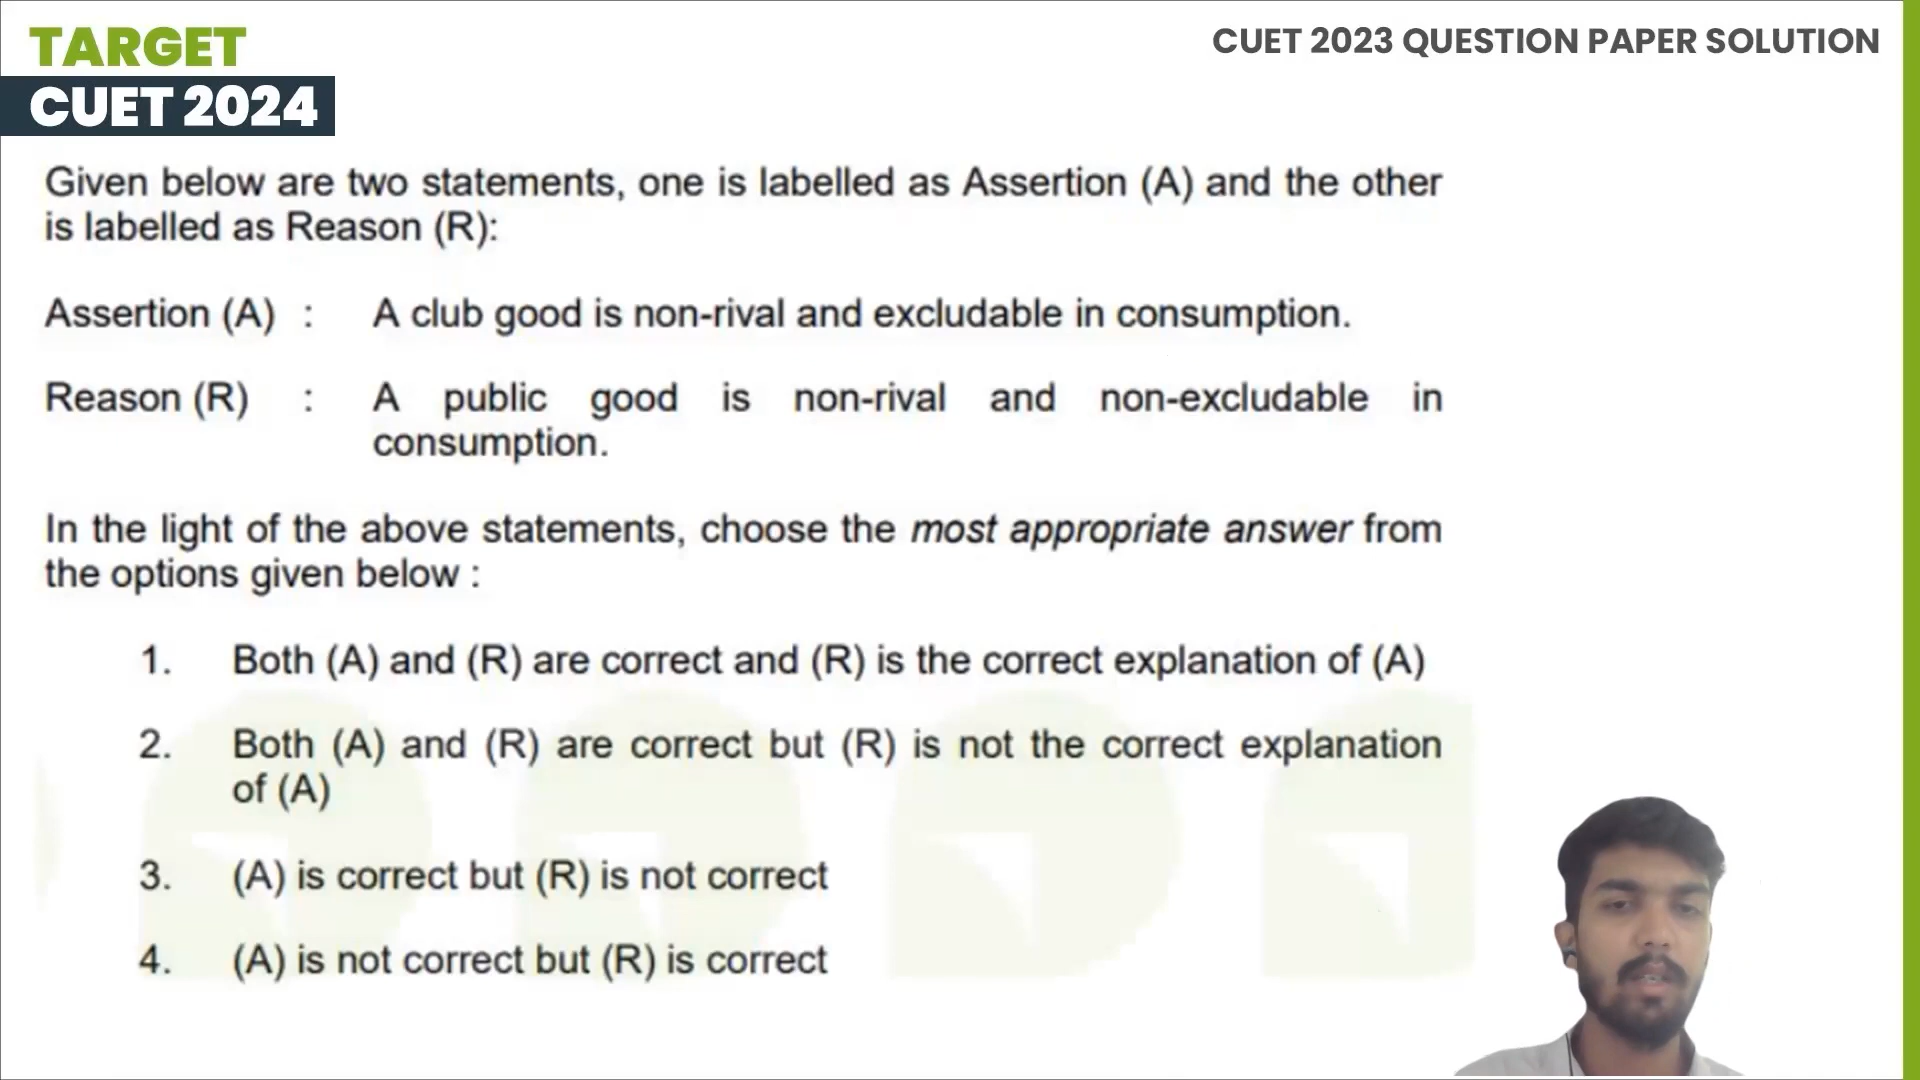 TARGET
CUET 2024
CUET 2023 QUESTION PAPER SOLUTION
Given below are two statements, one is labelled as Assertion (A) and the other
is labelled as Reason (R):
Assertion (A) : A club good is non-rival and excludable in consumption.
Reason (R) : A public good is non-rival and non-excludable in
consumption.
In the light of the above statements, choose the most appropriate answer from
the options given below :
1. Both (A) and (R) are correct and (R) is the correct explanation of (A)
2. Both (A) and (R) are correct but (R) is not the correct explanation
of (A)
3. (A) is correct but (R) is not correct
4. (A) is not correct but (R) is correct